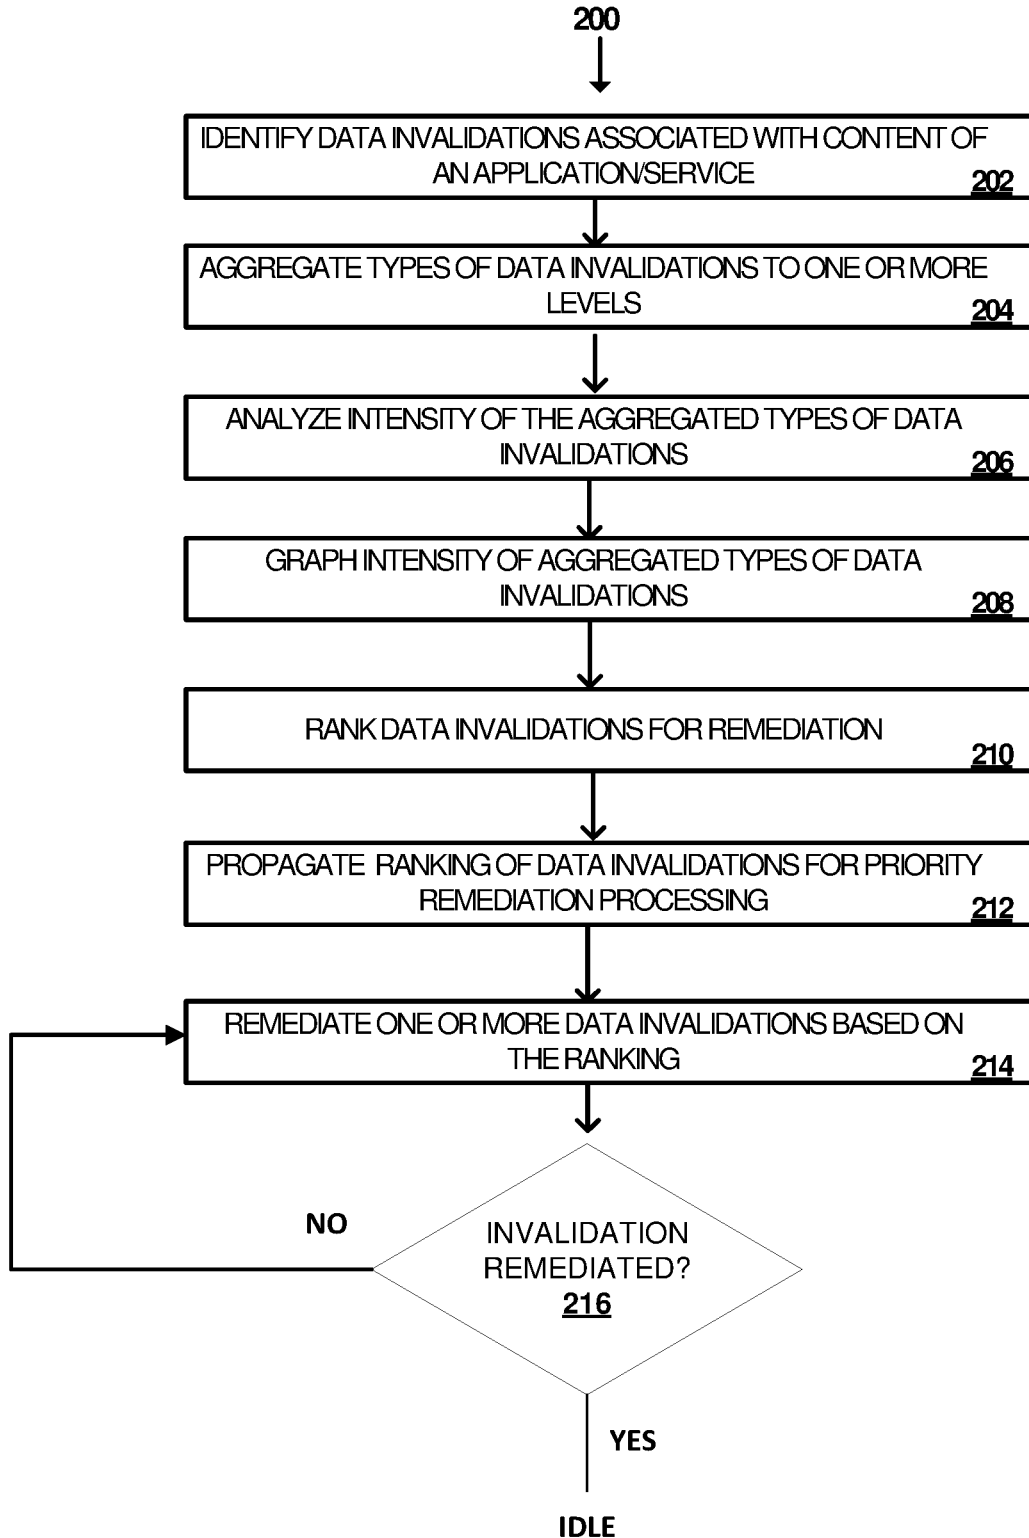 200
IDENTIFY DATA INVALIDATIONS ASSOCIATED WITH CONTENT OF
AN APPLICATION/SERVICE
202
AGGREGATE TYPES OF DATA INVALIDATIONS TO ONE OR MORE
LEVELS
204
ANALYZE INTENSITY OF THE AGGREGATED TYPES OF DATA
INVALIDATIONS
206
GRAPH INTENSITY OF AGGREGATED TYPES OF DATA
INVALIDATIONS
208
RANK DATA INVALIDATIONS FOR REMEDIATION
210
PROPAGATE RANKING OF DATA INVALIDATIONS FOR PRIORITY
REMEDIATION PROCESSING
212
REMEDIATE ONE OR MORE DATA INVALIDATIONS BASED ON
THE RANKING
214
NO
INVALIDATION
REMEDIATED?
216
YES
IDLE